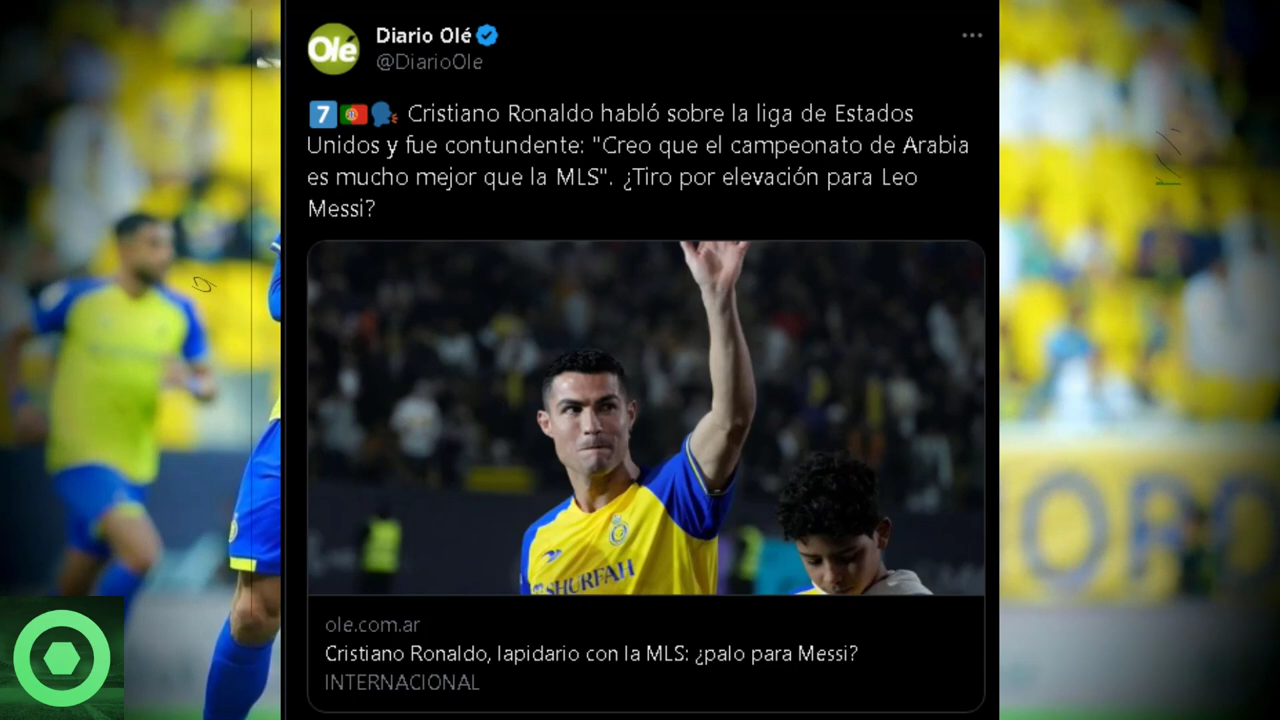 Olé
Diario Olé
@DiarioOle
7 Cristiano Ronaldo habló sobre la liga de Estados
Unidos y fue contundente: "Creo que el campeonato de Arabia
es mucho mejor que la MLS". ¿Tiro por elevación para Leo
Messi?
SHURFAH
ole.com.ar
Cristiano Ronaldo, lapidario con la MLS: ¿palo para Messi?
INTERNACIONAL